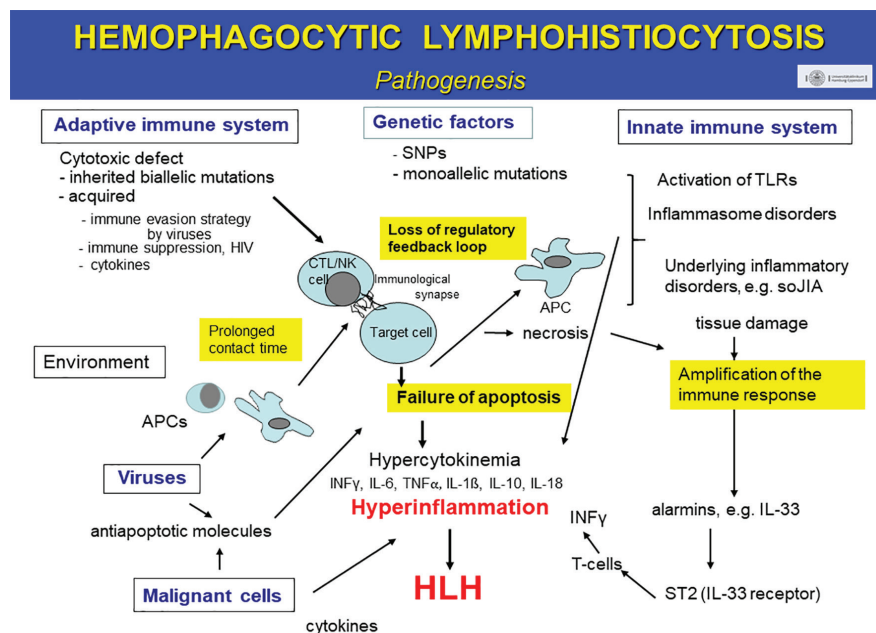 HEMOPHAGOCYTIC LYMPHOHISTIOCYTOSIS
Pathogenesis
Adaptive immune system
Cytotoxic defect
- inherited biallelic mutations
- acquired
- immune evasion strategy
by viruses
- immune suppression, HIV
- cytokines
Genetic factors
- SNPs
- monoallelic mutations
Innate immune system
Activation of TLRs
Inflammasome disorders
Underlying inflammatory
disorders, e.g. soJIA
tissue damage
Amplification of the
immune response
Loss of regulatory
feedback loop
CTL/NK
cell
Immunological
synapse
Target cell
APC
necrosis
Prolonged
contact time
Environment
APCs
Failure of apoptosis
Viruses
antiapoptotic molecules
Malignant cells
cytokines
Hypercytokinemia
INFγ, IL-6, TNFα, IL-1ß, IL-10, IL-18
Hyperinflammation
HLH
alarmins, e.g. IL-33
ST2 (IL-33 receptor)
T-cells
INFγ